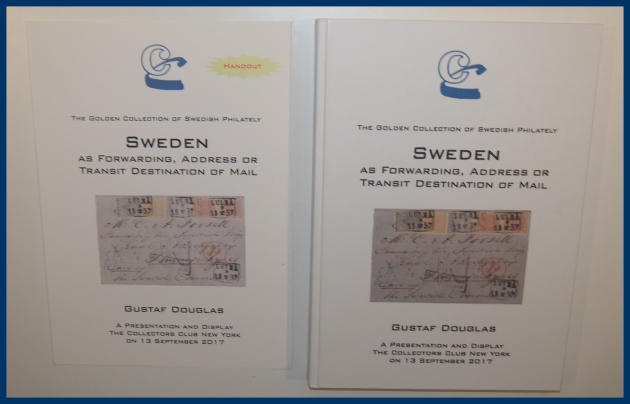 HANDOUT
THE GOLDEN COLLECTION OF SWEDISH PHILATELY
SWEDEN
AS FORWARDING, ADDRESS OR
TRANSIT DESTINATION OF MAIL
LULEÅ
GUSTAF DOUGLAS
A PRESENTATION AND DISPLAY
THE COLLECTORS CLUB NEW YORK
ON 13 SEPTEMBER 2017
THE GOLDEN COLLECTION OF SWEDISH PHILATELY
SWEDEN
AS FORWARDING, ADDRESS OR
TRANSIT DESTINATION OF MAIL
LULEÅ
GUSTAF DOUGLAS
A PRESENTATION AND DISPLAY
THE COLLECTORS CLUB NEW YORK
ON 13 SEPTEMBER 2017